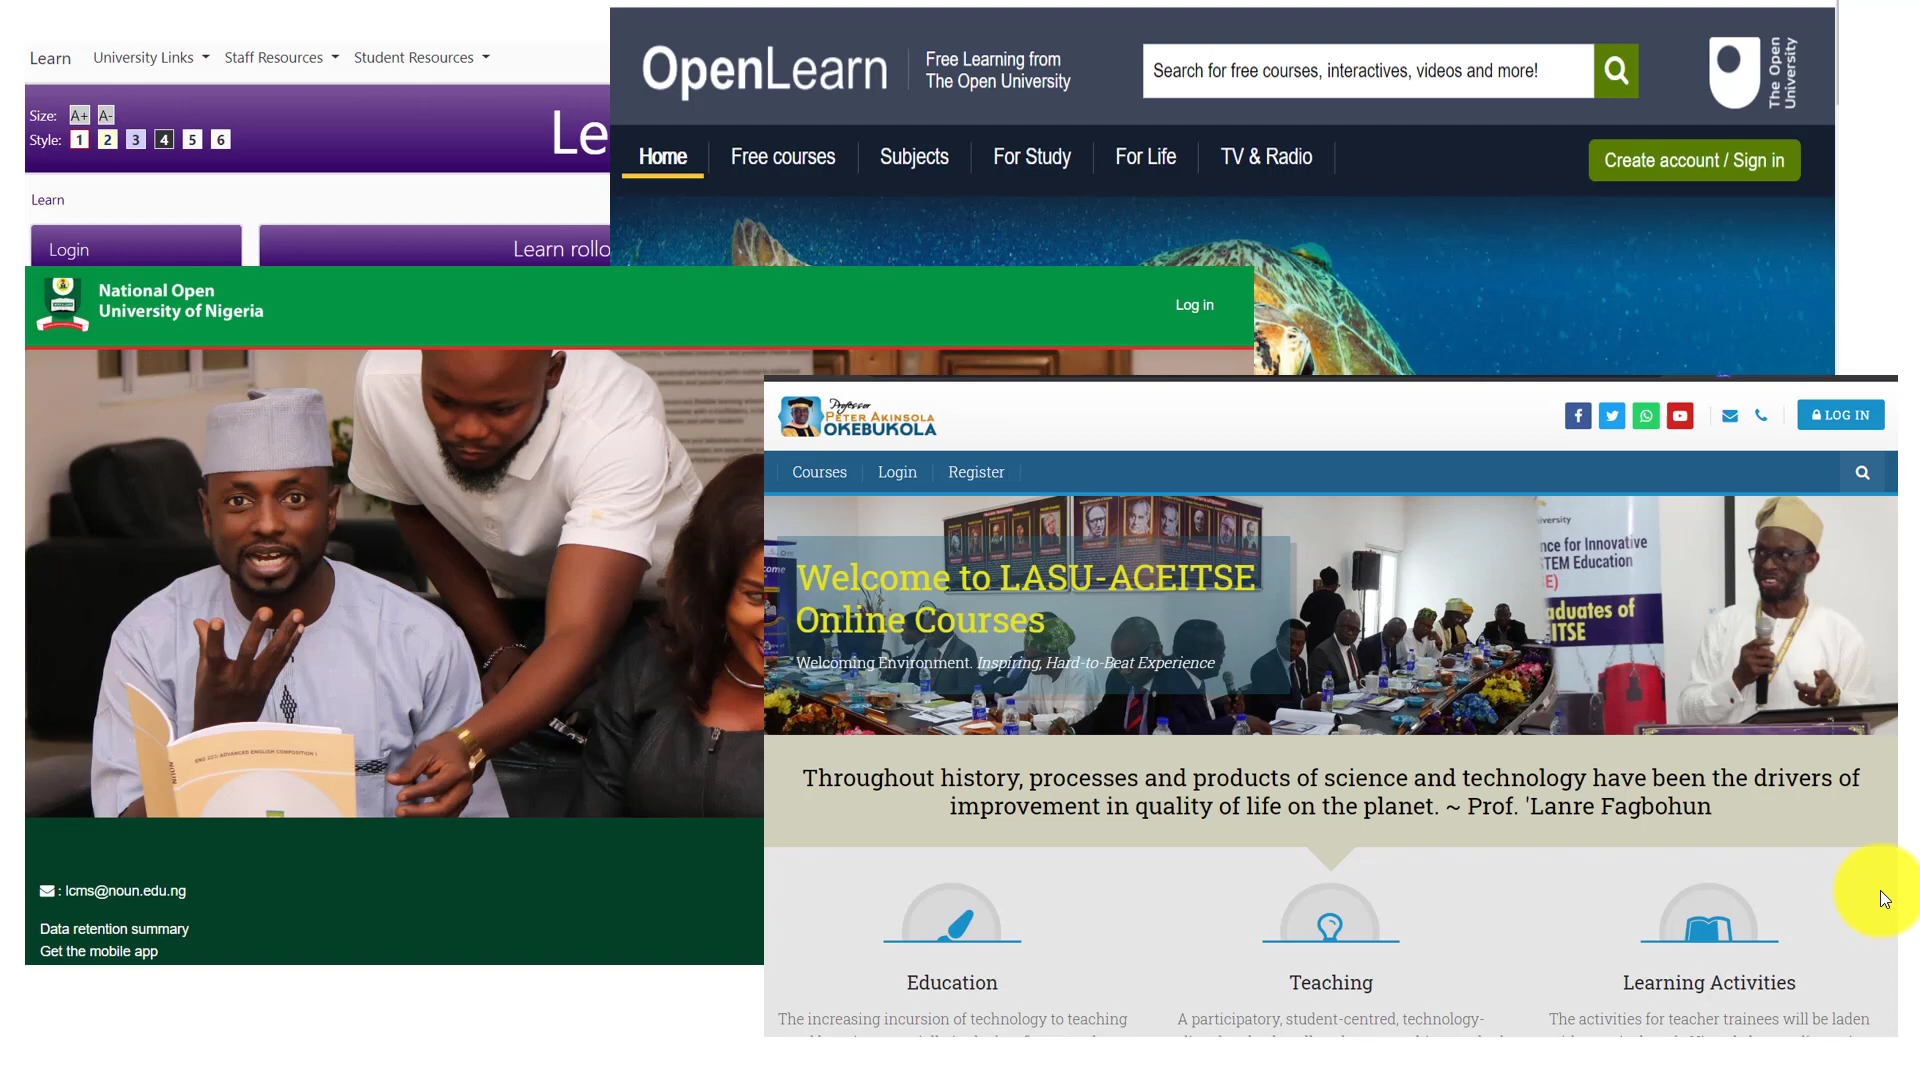 Learn University Links Staff Resources Student Resources
Size: A+ A-
Style: 1 2 3 4 5 6
Le
Learn
Login
Learn rollo
OpenLearn
Free Learning from
The Open University
Search for free courses, interactives, videos and more!
The Open
University
Home Free courses Subjects For Study For Life TV & Radio
Create account / Sign in
National Open
University of Nigeria
Log in
ENG 221: ADVANCED ENGLISH COMPOSITION I
NOUN
: lcms@noun.edu.ng
Data retention summary
Get the mobile app
Professor
PETER AKINSOLA
OKEBUKOLA
LOG IN
Courses Login Register
Welcome to LASU-ACEITSE
Online Courses
Welcoming Environment. Inspiring, Hard-to-Beat Experience
iversity
nce for Innovative
TEM Education
E)
aduates of
ITSE
Throughout history, processes and products of science and technology have been the drivers of
improvement in quality of life on the planet. ~ Prof. 'Lanre Fagbohun
Education
Teaching
Learning Activities
The increasing incursion of technology to teaching
A participatory, student-centred, technology-
The activities for teacher trainees will be laden